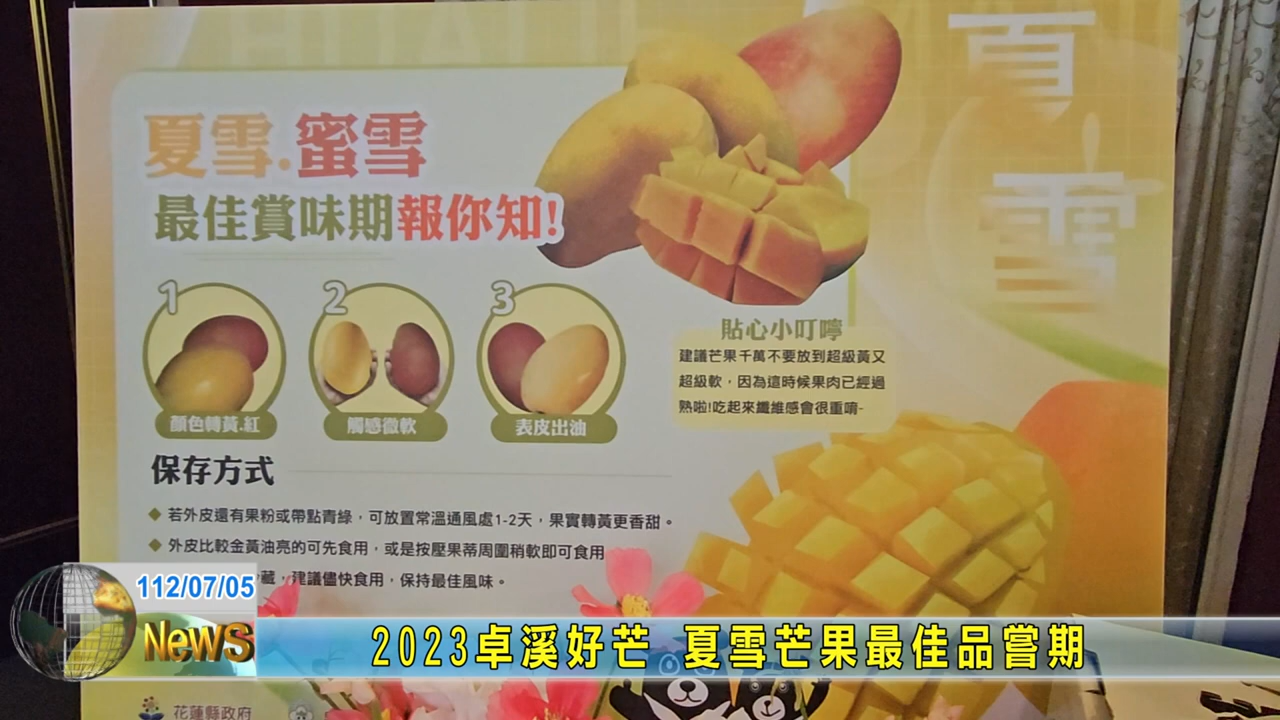 夏雪
夏雪.蜜雪
最佳賞味期報你知!
1
2
3
顏色轉黃.紅
觸感微軟
表皮出油
貼心小叮嚀
建議芒果千萬不要放到超級黃又
超級軟，因為這時候果肉已經過
熟啦!吃起來纖維感會很重唷~
保存方式
◆ 若外皮還有果粉或帶點青綠，可放置常溫通風處1-2天，果實轉黃更香甜。
◆ 外皮比較金黃油亮的可先食用，或是按壓果蒂周圍稍軟即可食用
藏，建議儘快食用，保持最佳風味。
112/07/05
NewS
2023卓溪好芒 夏雪芒果最佳品嘗期
花蓮縣政府